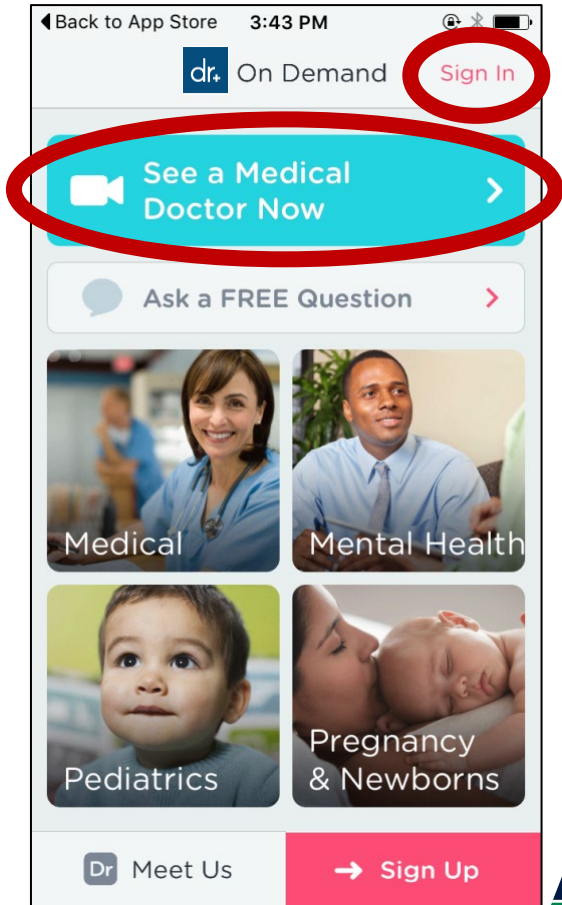 Back to App Store 3:43 PM
dr+ On Demand Sign In
See a Medical
Doctor Now
Ask a FREE Question
Medical
Mental Health
Pediatrics
Pregnancy
& Newborns
Dr Meet Us
Sign Up